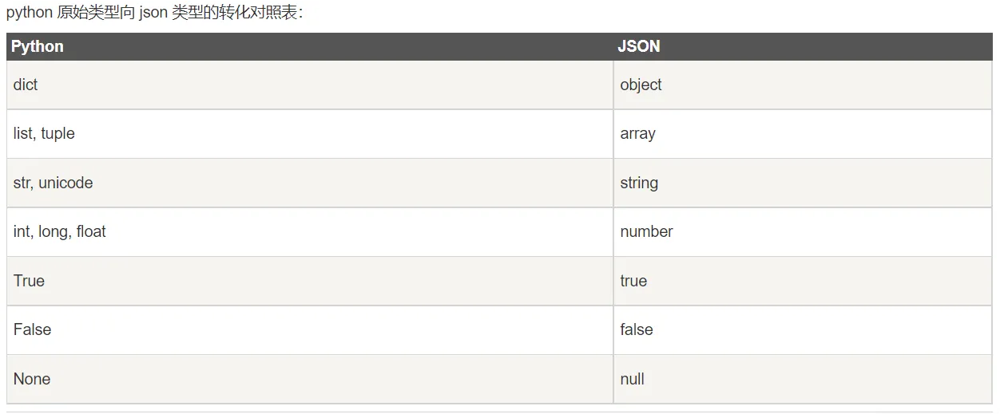 python 原始类型向 json 类型的转化对照表：
Python JSON
dict object
list, tuple array
str, unicode string
int, long, float number
True true
False false
None null